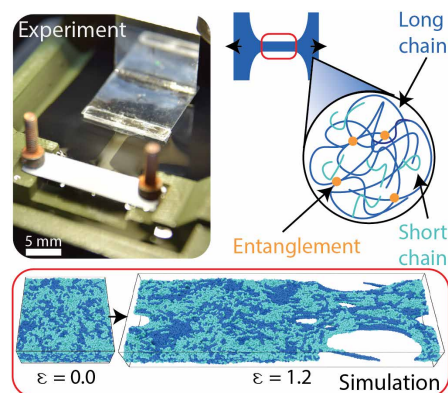 Experiment
5 mm
Long
chain
Entanglement
Short
chain
ε = 0.0
ε = 1.2
Simulation